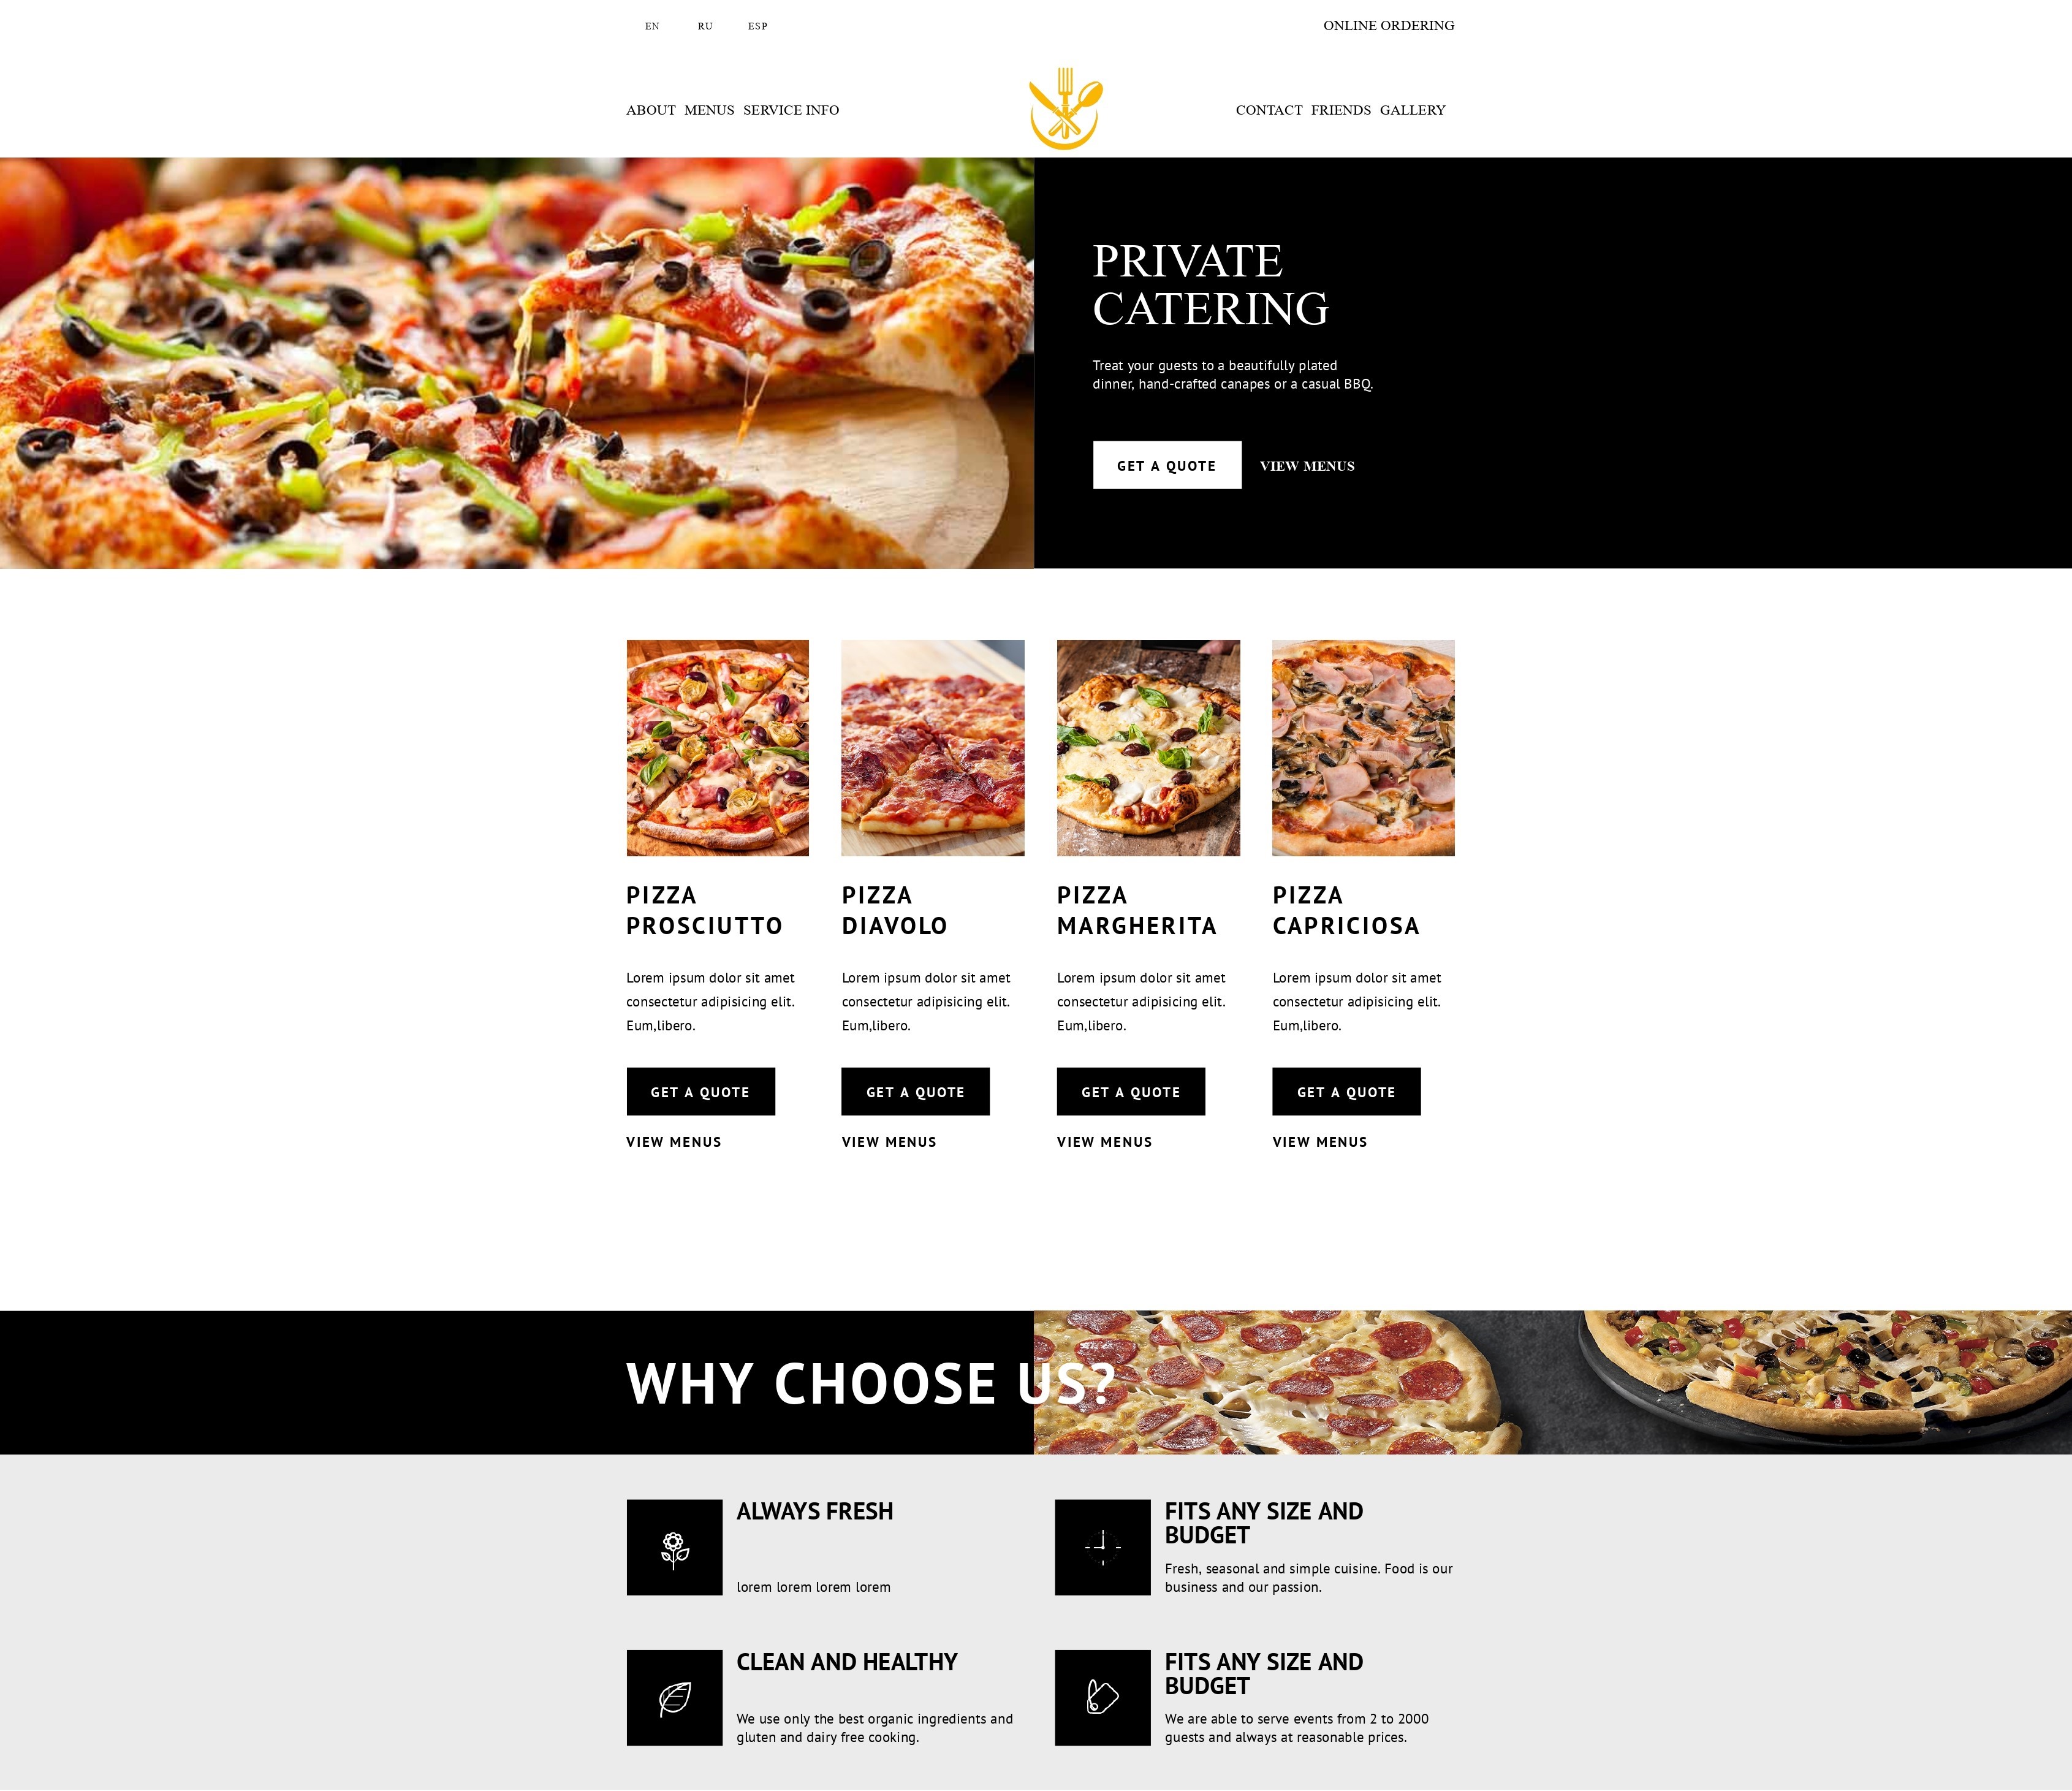 EN RU ESP
ONLINE ORDERING
ABOUT MENUS SERVICE INFO
CONTACT FRIENDS GALLERY
PRIVATE
CATERING
Treat your guests to a beautifully plated
dinner, hand-crafted canapes or a casual BBQ.
GET A QUOTE
VIEW MENUS
PIZZA
PROSCIUTTO
Lorem ipsum dolor sit amet
consectetur adipisicing elit.
Eum,libero.
GET A QUOTE
VIEW MENUS
PIZZA
DIAVOLO
Lorem ipsum dolor sit amet
consectetur adipisicing elit.
Eum,libero.
GET A QUOTE
VIEW MENUS
PIZZA
MARGHERITA
Lorem ipsum dolor sit amet
consectetur adipisicing elit.
Eum,libero.
GET A QUOTE
VIEW MENUS
PIZZA
CAPRICIOSA
Lorem ipsum dolor sit amet
consectetur adipisicing elit.
Eum,libero.
GET A QUOTE
VIEW MENUS
WHY CHOOSE US?
ALWAYS FRESH
lorem lorem lorem lorem
FITS ANY SIZE AND
BUDGET
Fresh, seasonal and simple cuisine. Food is our
business and our passion.
CLEAN AND HEALTHY
We use only the best organic ingredients and
gluten and dairy free cooking.
FITS ANY SIZE AND
BUDGET
We are able to serve events from 2 to 2000
guests and always at reasonable prices.